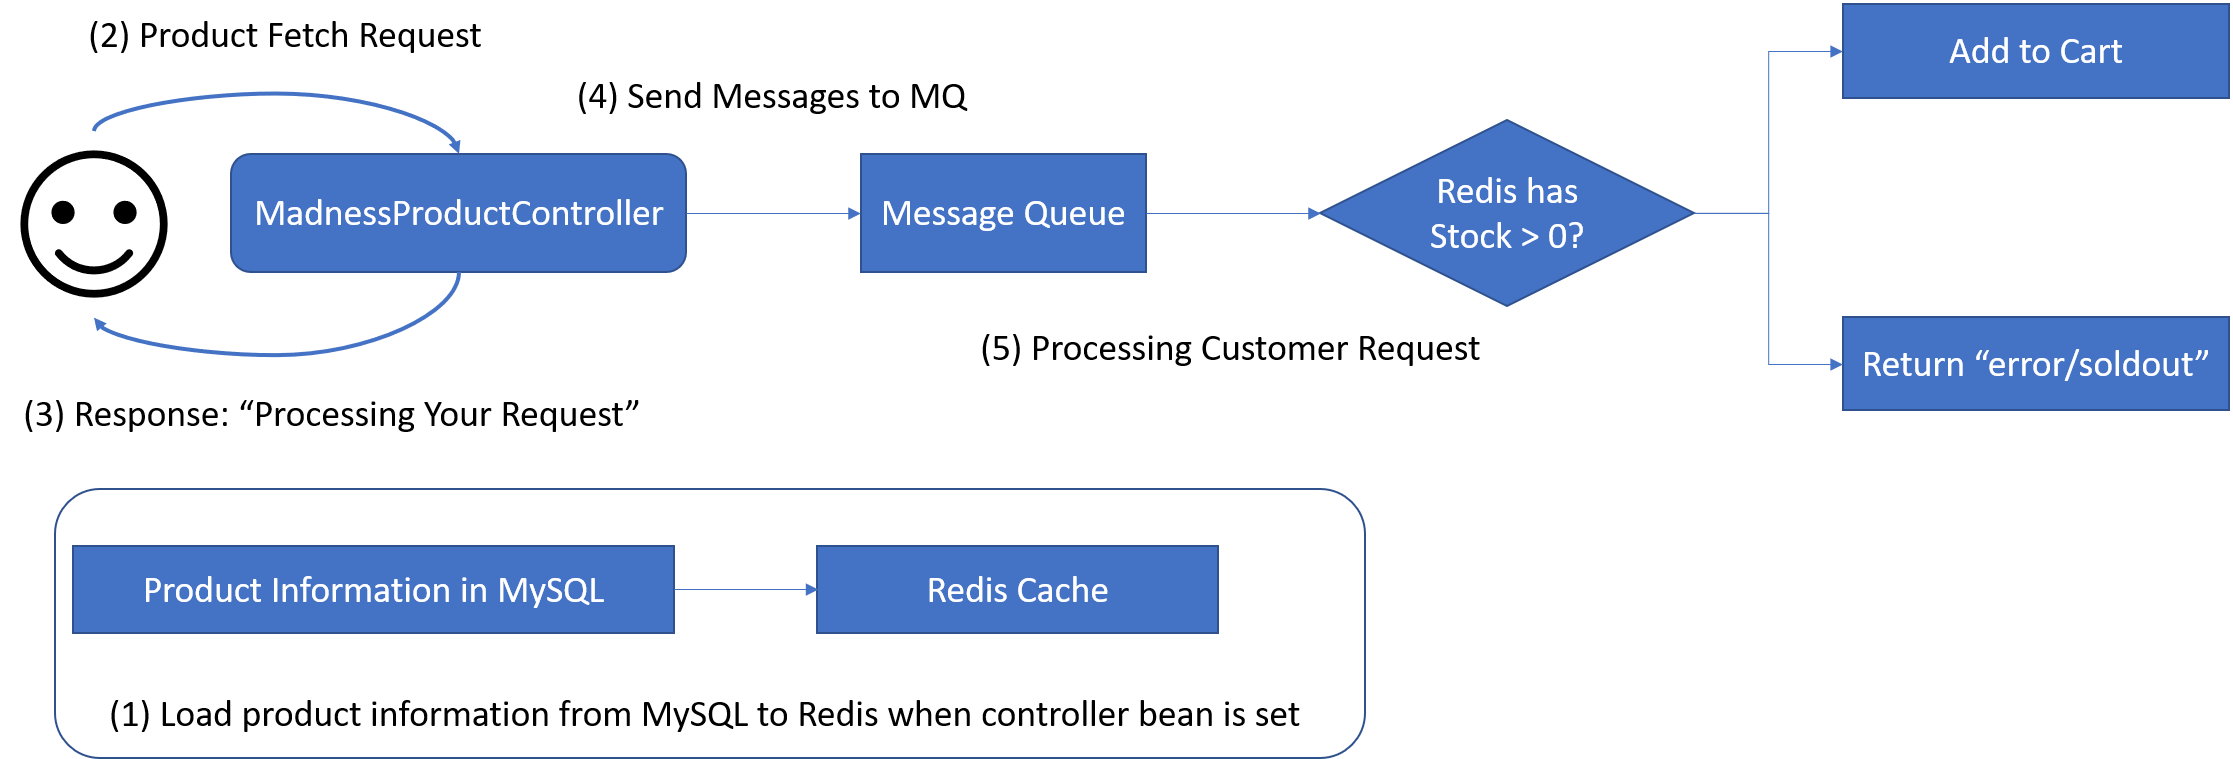 (2) Product Fetch Request
(4) Send Messages to MQ
MadnessProductController
Message Queue
Redis has
Stock > 0?
Add to Cart
(5) Processing Customer Request
Return “error/soldout”
(3) Response: “Processing Your Request”
Product Information in MySQL
Redis Cache
(1) Load product information from MySQL to Redis when controller bean is set